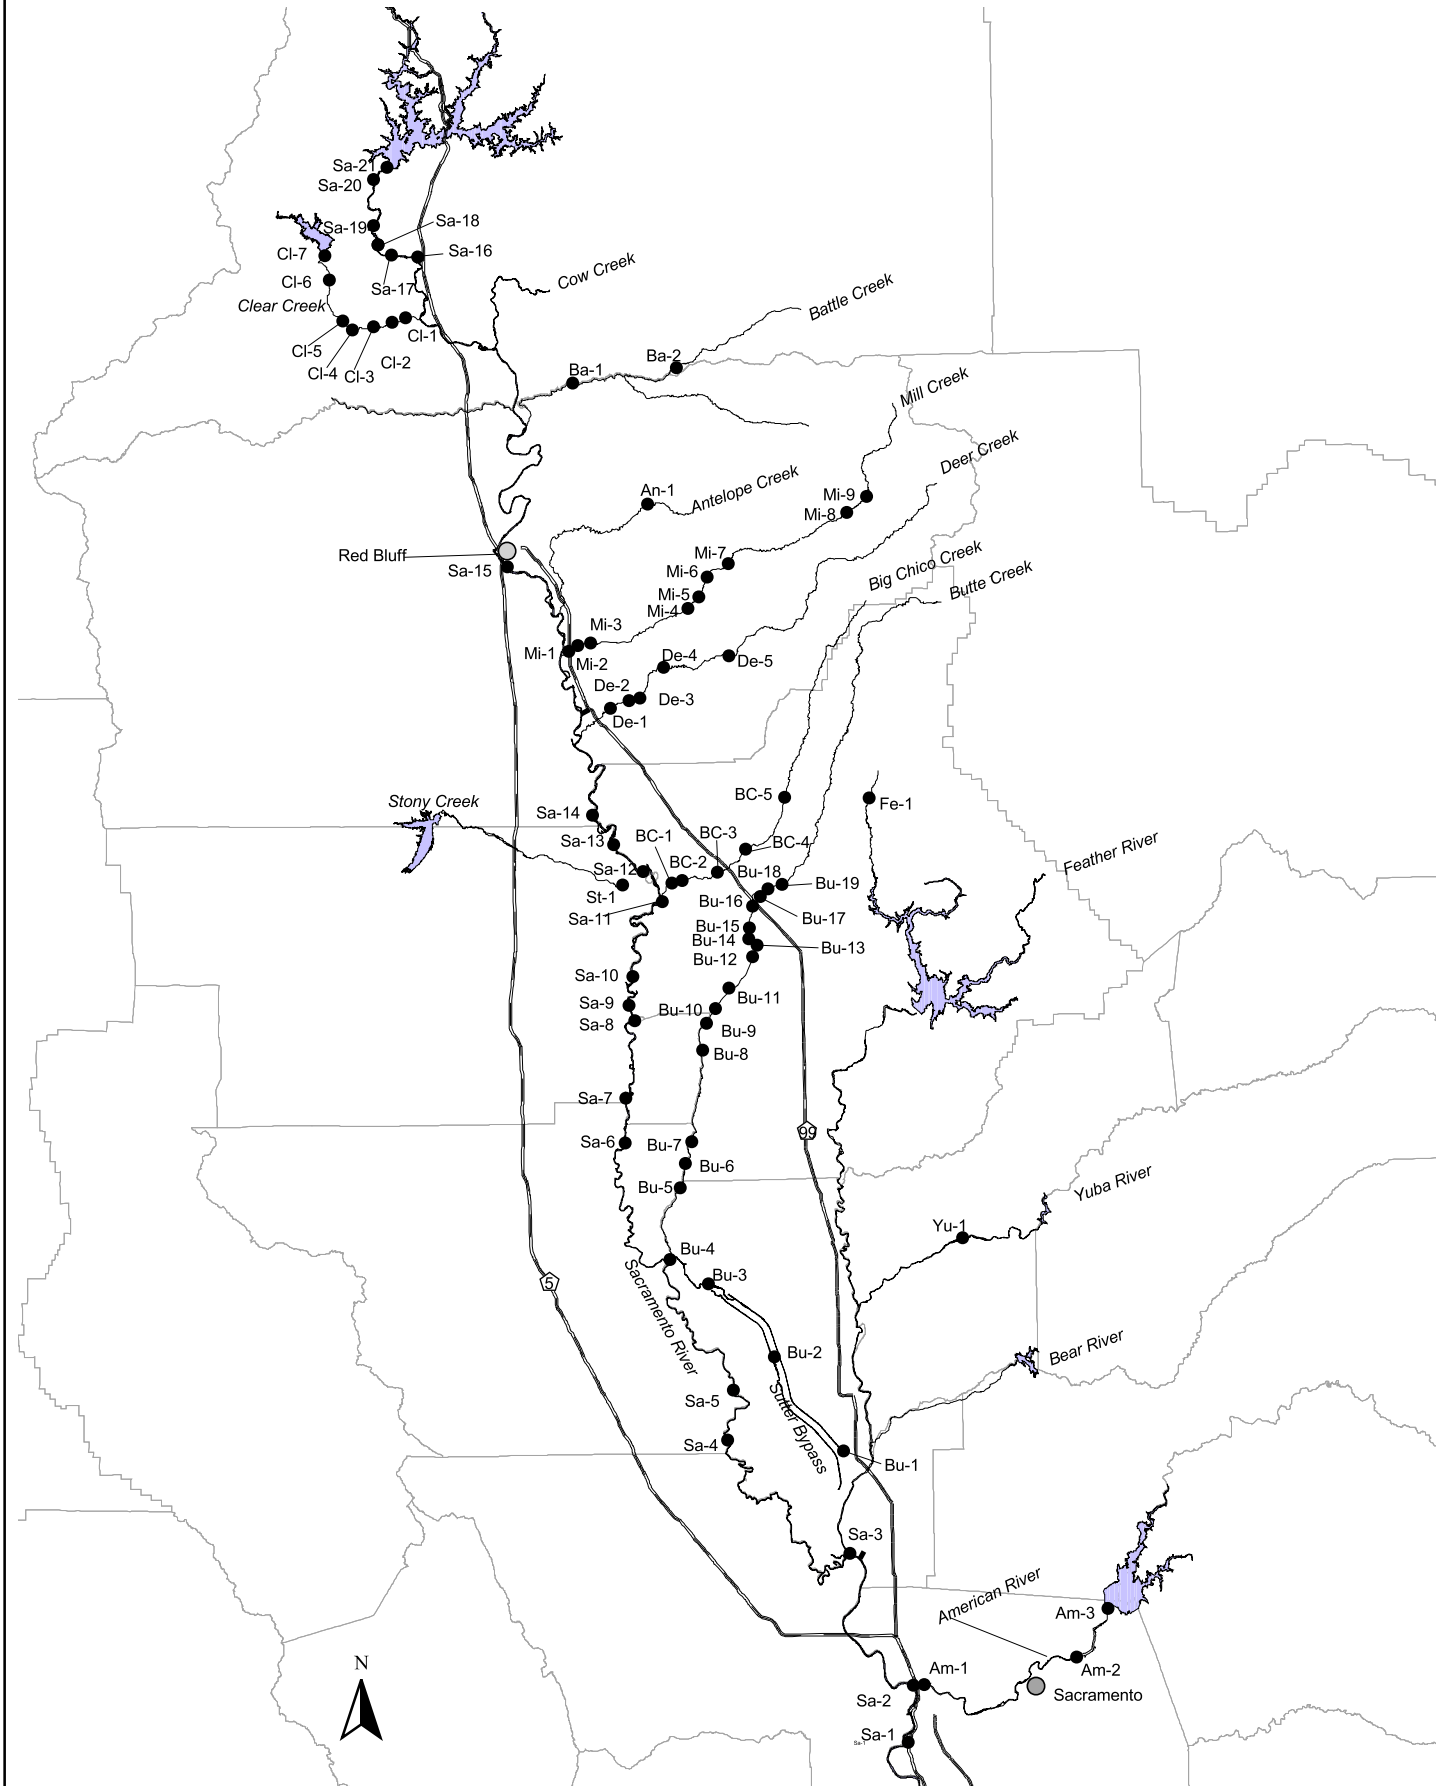 Sa-21
Sa-20
Sa-19
Sa-18
Cl-7
Sa-16
Cow Creek
Cl-6
Sa-17
Battle Creek
Clear Creek
Cl-1
Cl-5
Cl-2
Ba-2
Cl-4
Cl-3
Ba-1
Mill Creek
Deer Creek
An-1
Antelope Creek
Mi-9
Mi-8
Red Bluff
Mi-7
Sa-15
Mi-6
Big Chico Creek
Mi-5
Butte Creek
Mi-4
Mi-3
Mi-1
Mi-2
De-4
De-5
De-2
De-3
De-1
BC-5
Stony Creek
Fe-1
Sa-14
BC-1
BC-3
Sa-13
BC-4
Feather River
Sa-12
BC-2
Bu-18
Bu-19
St-1
Bu-16
Sa-11
Bu-17
Bu-15
Bu-14
Bu-13
Bu-12
Sa-10
Bu-11
Sa-9
Bu-10
Sa-8
Bu-9
Bu-8
Sa-7
99
Sa-6
Bu-7
Bu-6
Bu-5
Yuba River
Yu-1
Bu-4
Bu-3
5
Sacramento River
Bu-2
Bear River
Sa-5
Sutter Bypass
Sa-4
Bu-1
Sa-3
American River
Am-3
N
Am-1
Am-2
Sa-2
Sacramento
Sa-1
Sa-1